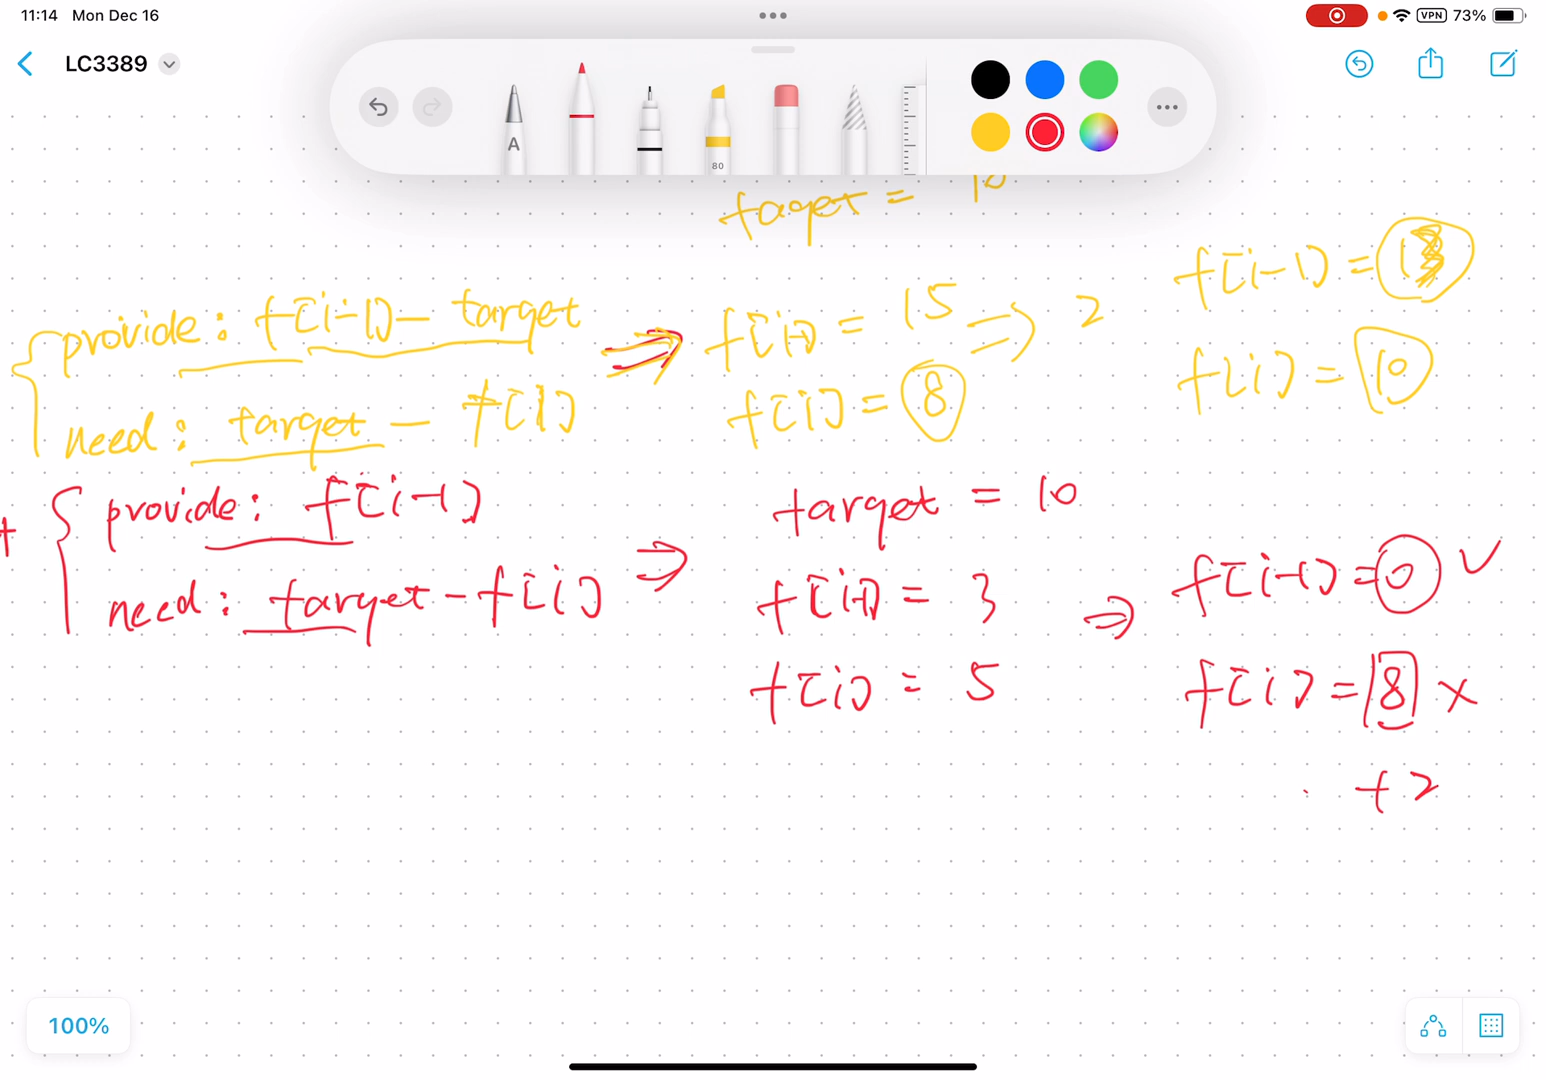 11:14 Mon Dec 16
VPN 73%
LC3389
A
80
target = 10
provide: f[i-1] - target
need: target - f[i]
f[i-1] = 15 => 2
f[i] = 8
f[i-1] =
f[i] = 10
provide: f[i-1]
need: target - f[i]
target = 10
f[i-1] = 3
f[i] = 5
f[i-1] = 0 ✓
f[i] = 8 ×
+2
100%